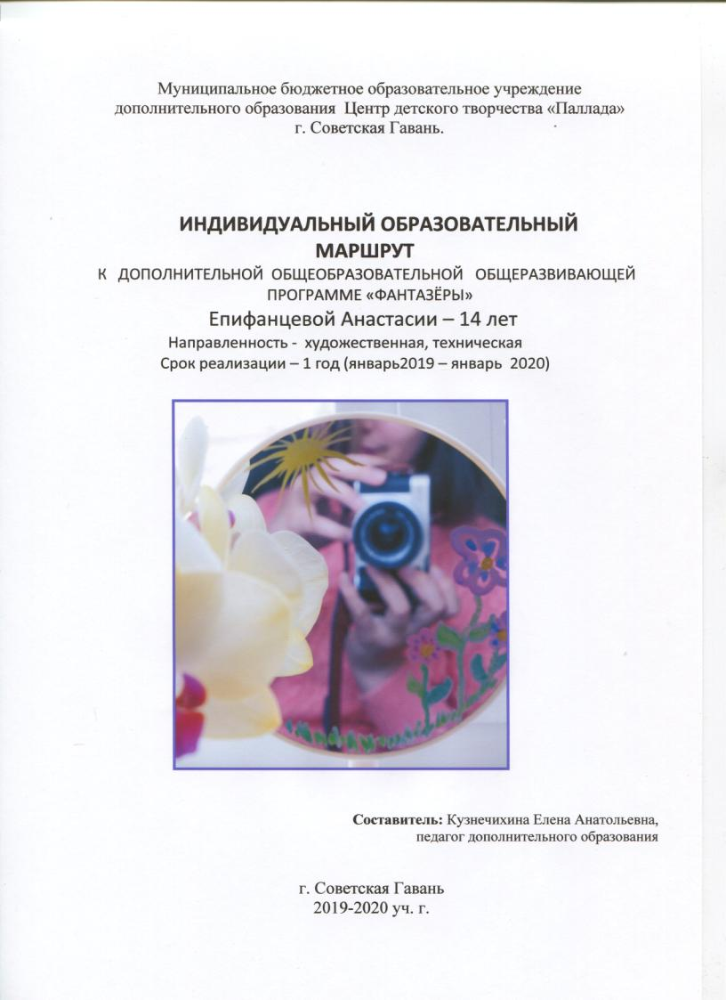 Муниципальное бюджетное образовательное учреждение
дополнительного образования Центр детского творчества «Паллада»
г. Советская Гавань.
ИНДИВИДУАЛЬНЫЙ ОБРАЗОВАТЕЛЬНЫЙ
МАРШРУТ
К ДОПОЛНИТЕЛЬНОЙ ОБЩЕОБРАЗОВАТЕЛЬНОЙ ОБЩЕРАЗВИВАЮЩЕЙ
ПРОГРАММЕ «ФАНТАЗЁРЫ»
Епифанцевой Анастасии – 14 лет
Направленность - художественная, техническая
Срок реализации – 1 год (январь2019 – январь 2020)
Составитель: Кузнечихина Елена Анатольевна,
педагог дополнительного образования
г. Советская Гавань
2019-2020 уч. г.